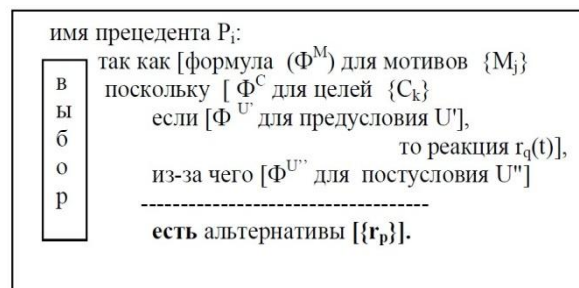 имя прецедента Pᵢ:
так как [формула (Φᴹ) для мотивов {Mⱼ}
поскольку [ Φᶜ для целей {Cₖ}
если [Φ ᵁ' для предусловия U'],
то реакция r_q(t)],
из-за чего [Φᵁ'' для постусловия U"]
------------------------------------
есть альтернативы [{rₚ}].
выбор